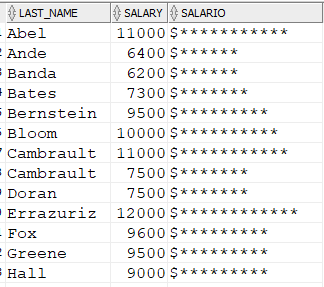 LAST_NAME SALARY SALARIO
Abel 11000 $***********
Ande 6400 $******
Banda 6200 $******
Bates 7300 $*******
Bernstein 9500 $*********
Bloom 10000 $**********
Cambrault 11000 $***********
Cambrault 7500 $*******
Doran 7500 $*******
Errazuriz 12000 $************
Fox 9600 $*********
Greene 9500 $*********
Hall 9000 $*********